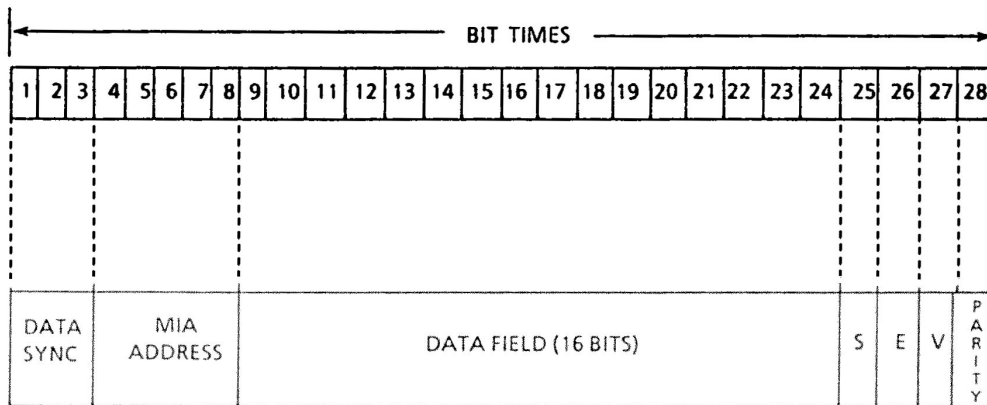 BIT TIMES
1 2 3 4 5 6 7 8 9 10 11 12 13 14 15 16 17 18 19 20 21 22 23 24 25 26 27 28
DATA SYNC
MIA ADDRESS
DATA FIELD (16 BITS)
S
E
V
PARITY